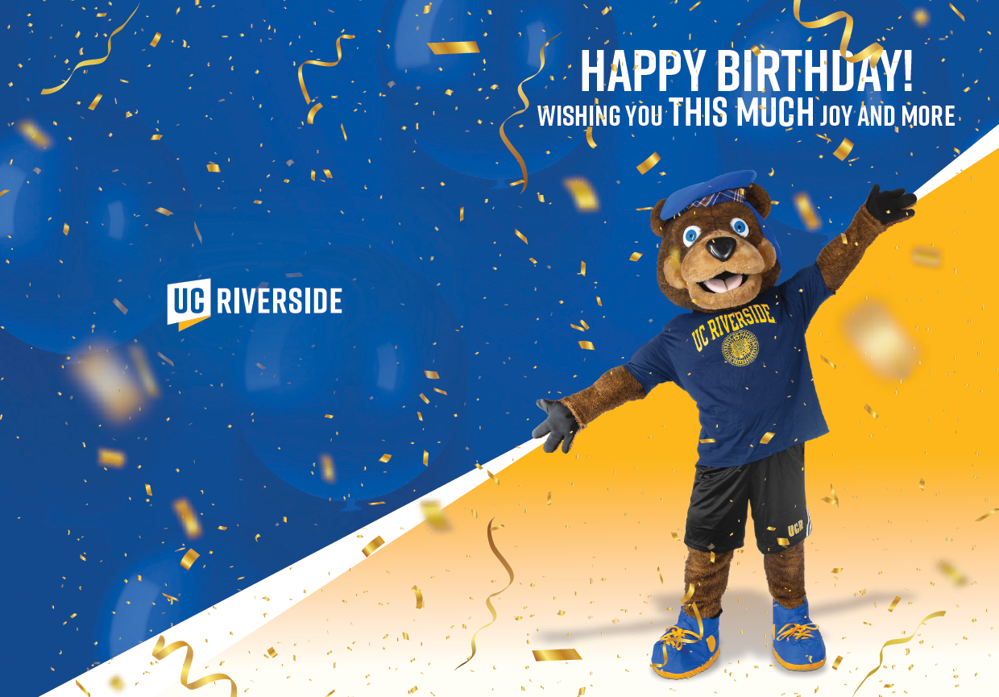 HAPPY BIRTHDAY!
WISHING YOU THIS MUCH JOY AND MORE
UC RIVERSIDE
UC RIVERSIDE
UCR